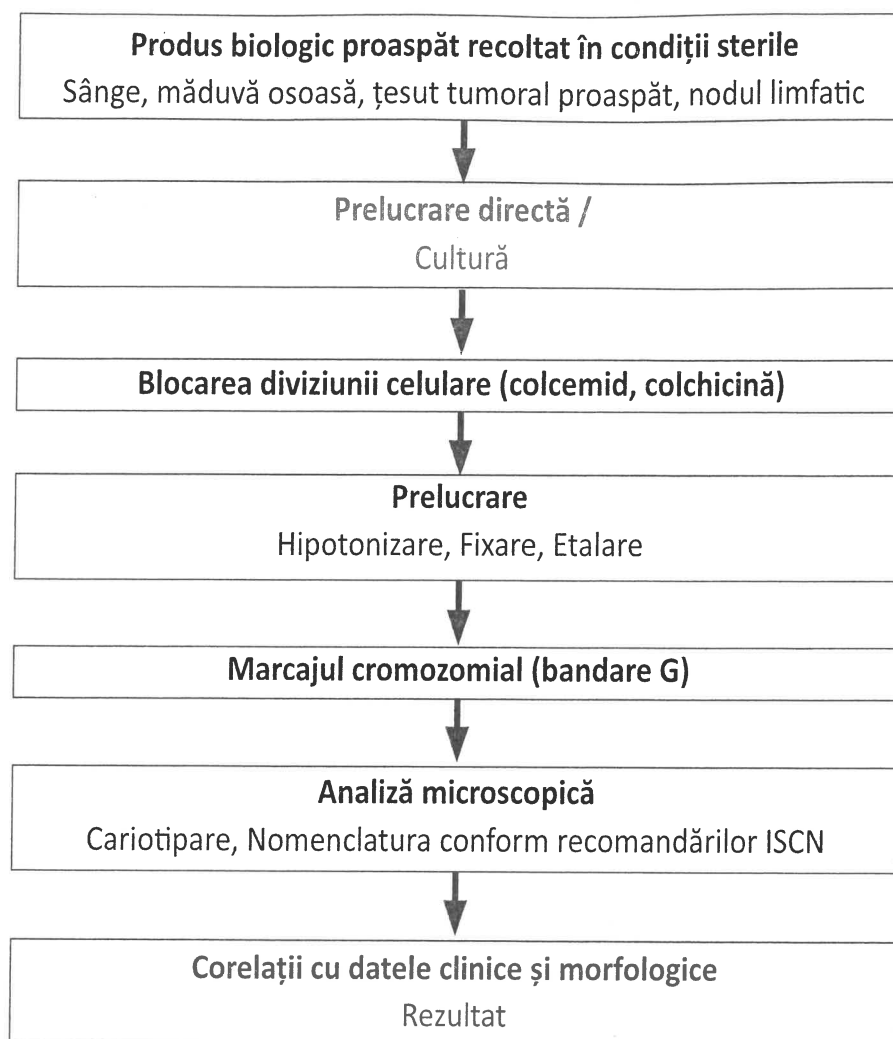 Produs biologic proaspăt recoltat în condiții sterile
Sânge, măduvă osoasă, țesut tumoral proaspăt, nodul limfatic
Prelucrare directă /
Cultură
Blocarea diviziunii celulare (colcemid, colchicină)
Prelucrare
Hipotonizare, Fixare, Etalare
Marcajul cromozomial (bandare G)
Analiză microscopică
Cariotipare, Nomenclatura conform recomandărilor ISCN
Corelații cu datele clinice și morfologice
Rezultat